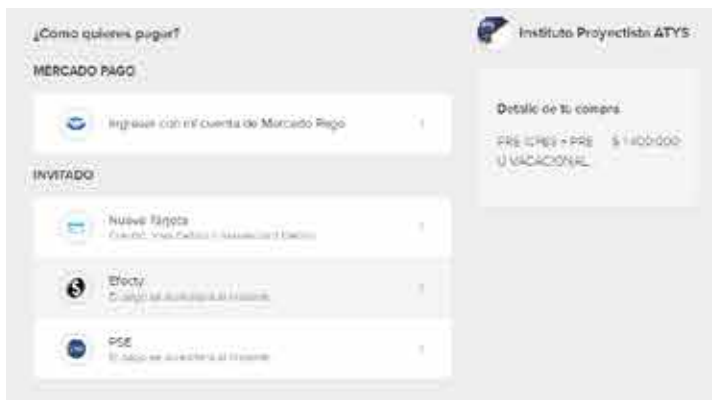 ¿Como quieres pagar?
MERCADO PAGO
Ingresar con mi cuenta de Mercado Pago
INVITADO
Nueva Tarjeta
Efecty
El pago se acreditará al instante
PSE
El pago se acreditará al instante
Instituto Proyectista ATYS
Detalle de tu compra
PRE ICFES + PRE $ 1.400.000
U VACACIONAL